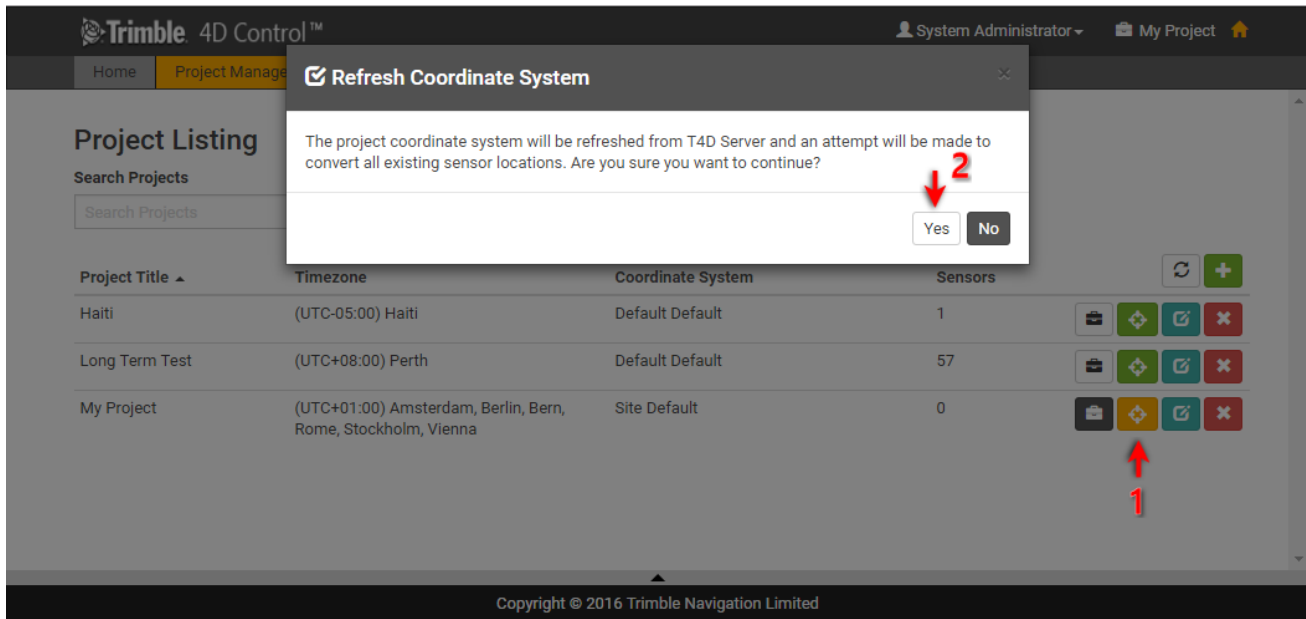 Trimble. 4D Control™
System Administrator
My Project
Home
Project Manage
Refresh Coordinate System
×
The project coordinate system will be refreshed from T4D Server and an attempt will be made to
convert all existing sensor locations. Are you sure you want to continue?
2
Yes
No
Project Listing
Search Projects
Search Projects
Project Title Timezone Coordinate System Sensors
Haiti (UTC-05:00) Haiti Default Default 1
Long Term Test (UTC+08:00) Perth Default Default 57
My Project (UTC+01:00) Amsterdam, Berlin, Bern, Site Default 0
Rome, Stockholm, Vienna
1
Copyright © 2016 Trimble Navigation Limited